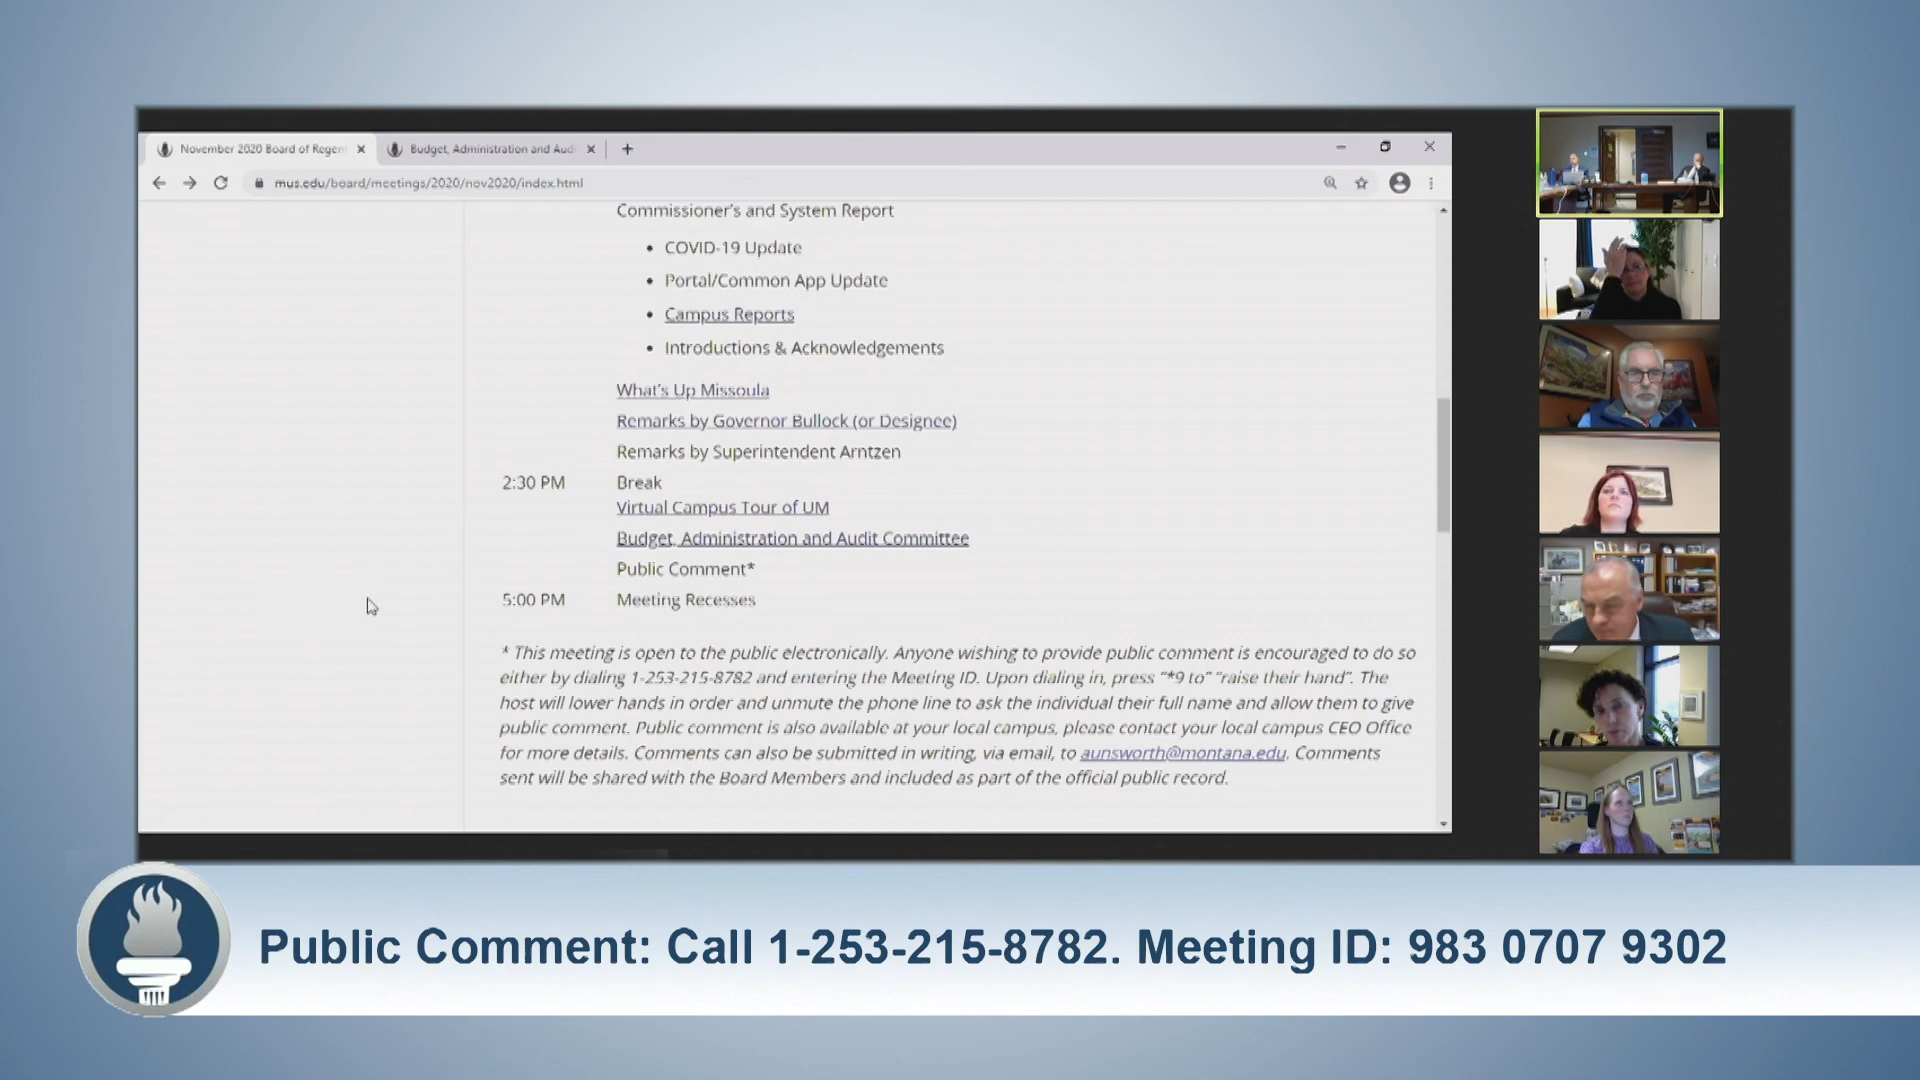 November 2020 Board of Regen
Budget, Administration and Audi
mus.edu/board/meetings/2020/nov2020/index.html
Commissioner's and System Report
• COVID-19 Update
• Portal/Common App Update
• Campus Reports
• Introductions & Acknowledgements
What's Up Missoula
Remarks by Governor Bullock (or Designee)
Remarks by Superintendent Arntzen
2:30 PM Break
Virtual Campus Tour of UM
Budget, Administration and Audit Committee
Public Comment*
5:00 PM Meeting Recesses
* This meeting is open to the public electronically. Anyone wishing to provide public comment is encouraged to do so
either by dialing 1-253-215-8782 and entering the Meeting ID. Upon dialing in, press "*9 to" "raise their hand". The
host will lower hands in order and unmute the phone line to ask the individual their full name and allow them to give
public comment. Public comment is also available at your local campus, please contact your local campus CEO Office
for more details. Comments can also be submitted in writing, via email, to aunsworth@montana.edu. Comments
sent will be shared with the Board Members and included as part of the official public record.
Public Comment: Call 1-253-215-8782. Meeting ID: 983 0707 9302